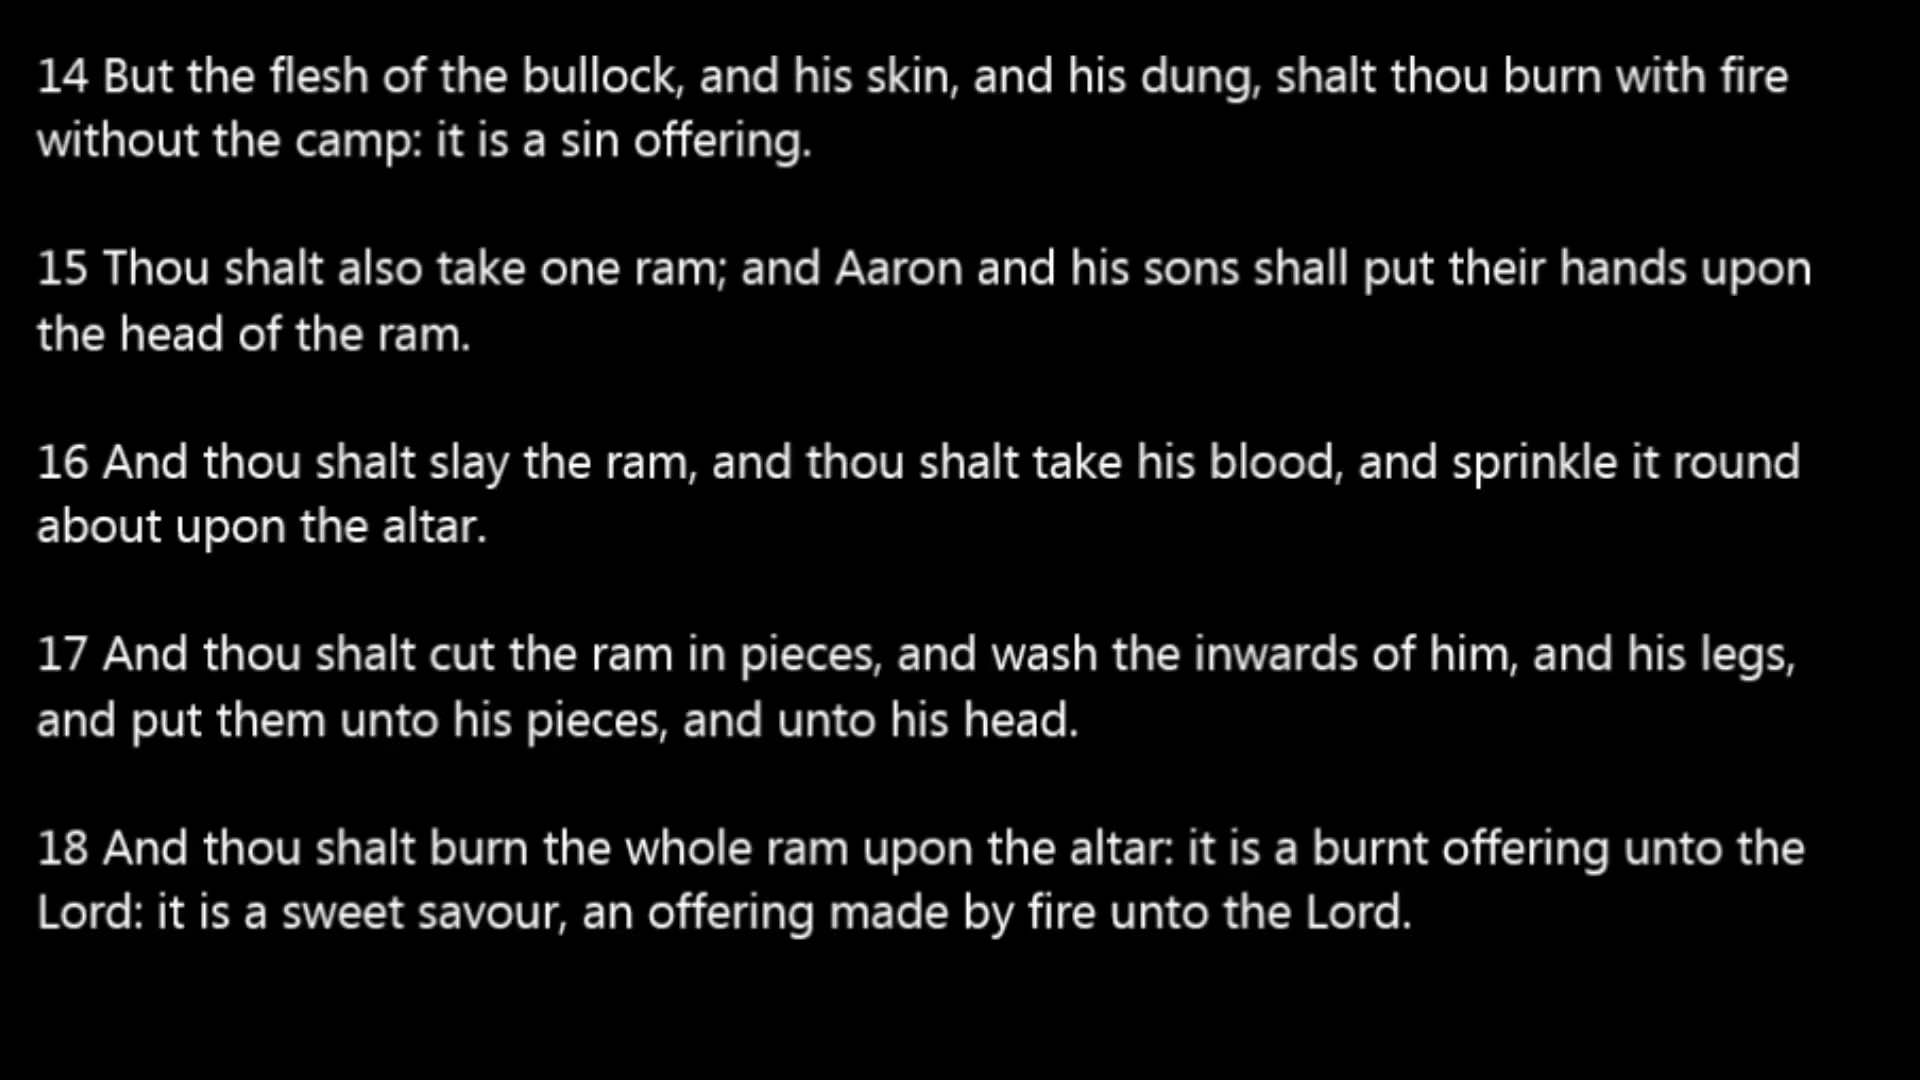 14 But the flesh of the bullock, and his skin, and his dung, shalt thou burn with fire
without the camp: it is a sin offering.
15 Thou shalt also take one ram; and Aaron and his sons shall put their hands upon
the head of the ram.
16 And thou shalt slay the ram, and thou shalt take his blood, and sprinkle it round
about upon the altar.
17 And thou shalt cut the ram in pieces, and wash the inwards of him, and his legs,
and put them unto his pieces, and unto his head.
18 And thou shalt burn the whole ram upon the altar: it is a burnt offering unto the
Lord: it is a sweet savour, an offering made by fire unto the Lord.